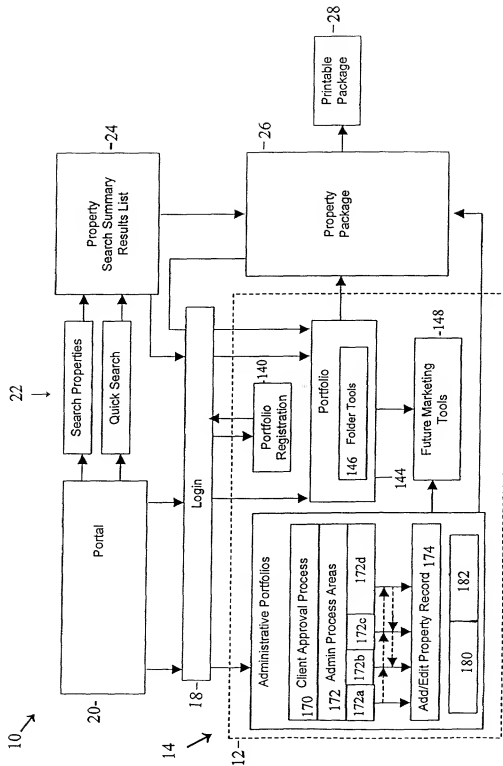 10
22
20-
Portal
Search Properties
Quick Search
Property
Search Summary
Results List
-24
14
18-
Login
12-
Administrative Portfolios
170 Client Approval Process
172 Admin Process Areas
172a 172b 172c 172d
Add/Edit Property Record 174
180 182
Portfolio
Registration
-140
Portfolio
146 Folder Tools
144
Future Marketing
Tools
-148
Property
Package
-26
Printable
Package
-28